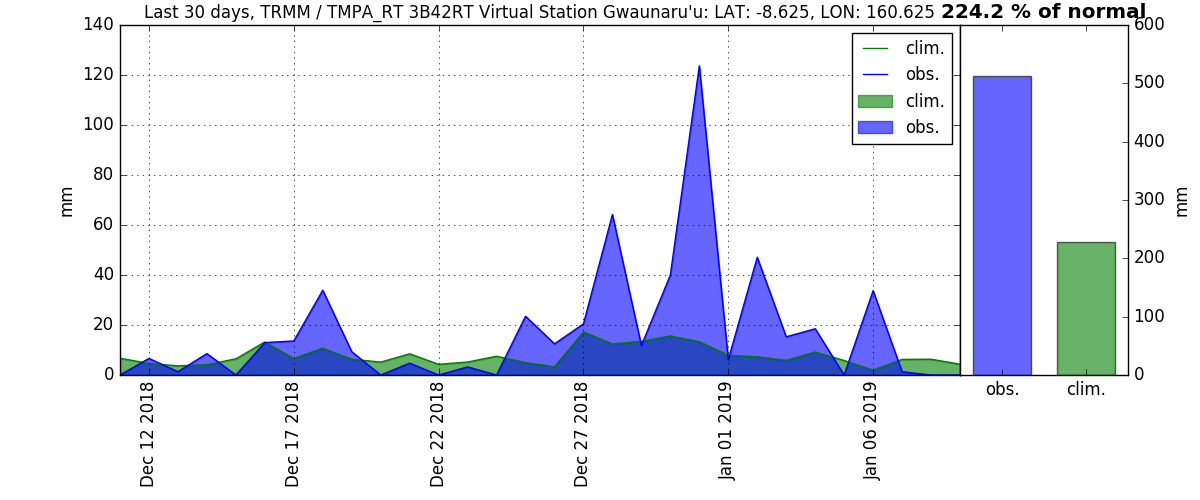 Last 30 days, TRMM / TMPA_RT 3B42RT Virtual Station Gwaunaru'u: LAT: -8.625, LON: 160.625 224.2 % of normal
140
120
100
80
60
40
20
0
mm
clim.
obs.
clim.
obs.
Dec 12 2018
Dec 17 2018
Dec 22 2018
Dec 27 2018
Jan 01 2019
Jan 06 2019
600
500
400
300
200
100
0
mm
obs.
clim.